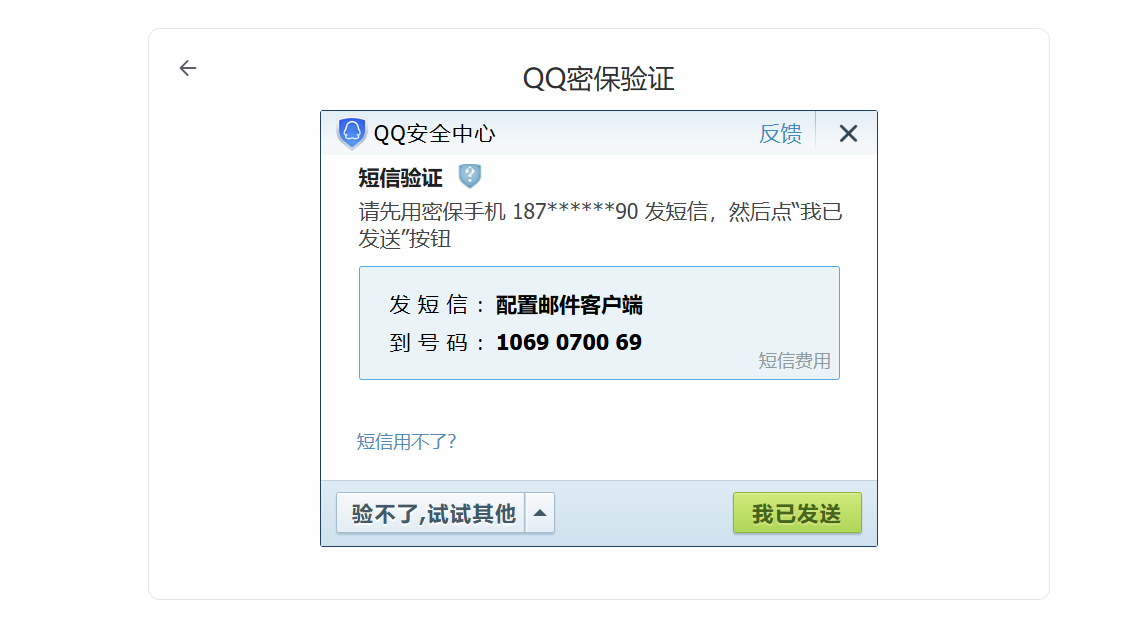 QQ密保验证
QQ安全中心 反馈
短信验证
请先用密保手机 187******90 发短信，然后点“我已
发送”按钮
发 短 信 ： 配置邮件客户端
到 号 码 ： 1069 0700 69
短信费用
短信用不了？
验不了,试试其他 我已发送